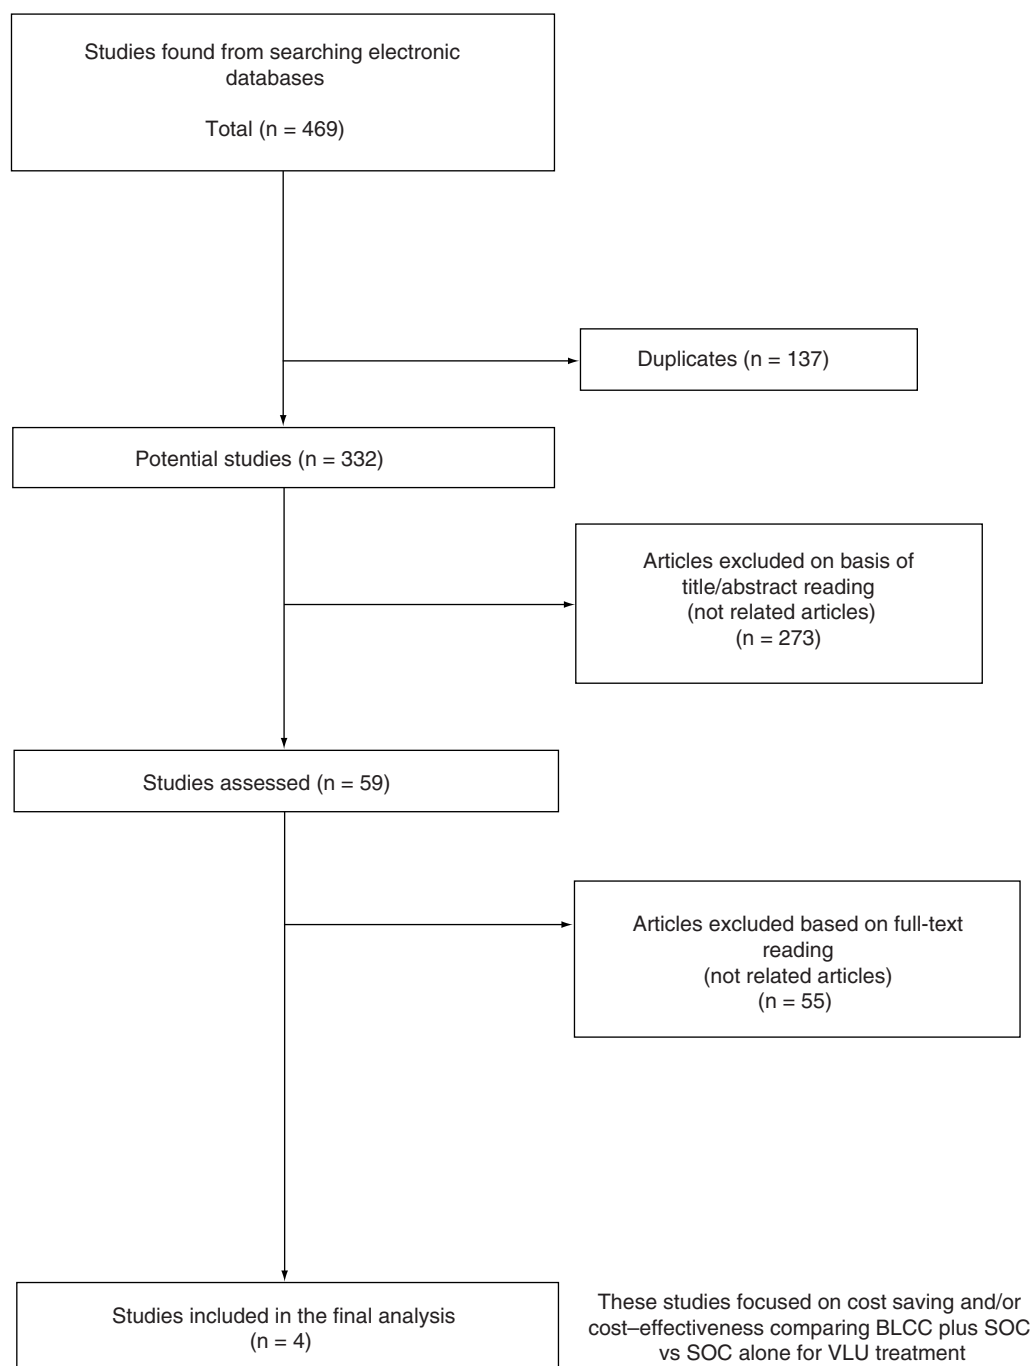 Studies found from searching electronic
databases
Total (n = 469)
Duplicates (n = 137)
Potential studies (n = 332)
Articles excluded on basis of
title/abstract reading
(not related articles)
(n = 273)
Studies assessed (n = 59)
Articles excluded based on full-text
reading
(not related articles)
(n = 55)
Studies included in the final analysis
(n = 4)
These studies focused on cost saving and/or
cost–effectiveness comparing BLCC plus SOC
vs SOC alone for VLU treatment